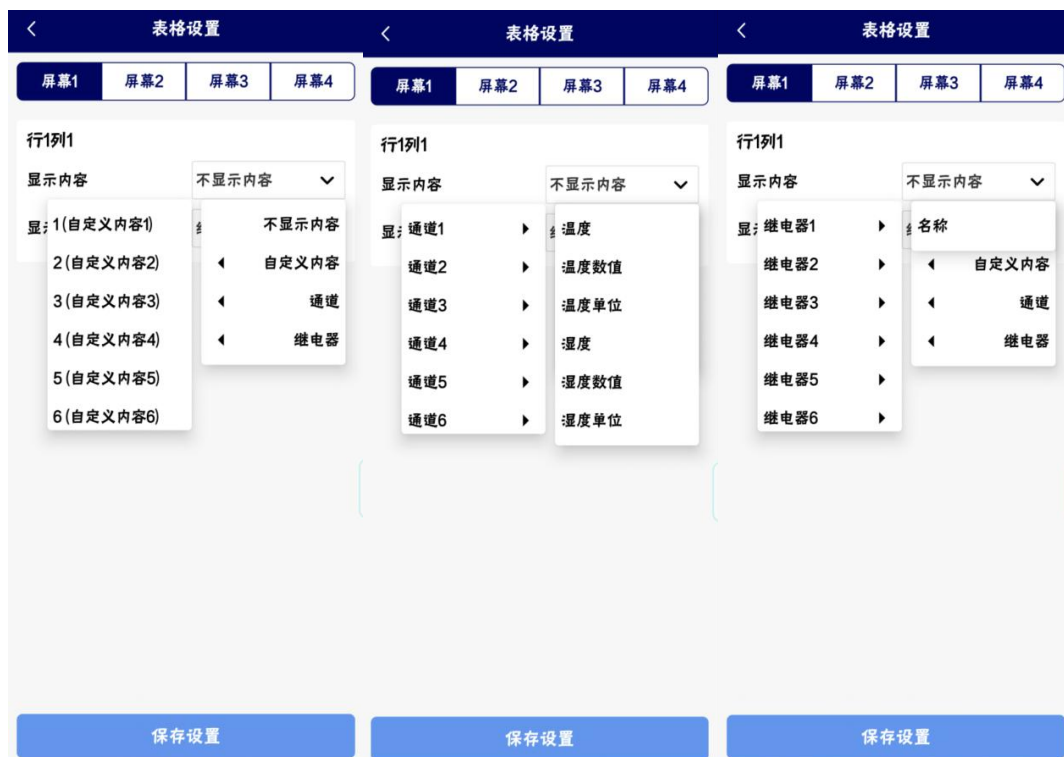 表格设置
屏幕1 屏幕2 屏幕3 屏幕4
行1列1
显示内容 不显示内容
显
1(自定义内容1) 不显示内容
2(自定义内容2) 自定义内容
3(自定义内容3) 通道
4(自定义内容4) 继电器
5(自定义内容5)
6(自定义内容6)
保存设置
表格设置
屏幕1 屏幕2 屏幕3 屏幕4
行1列1
显示内容 不显示内容
显
通道1 温度
通道2 温度数值
通道3 温度单位
通道4 湿度
通道5 湿度数值
通道6 湿度单位
保存设置
表格设置
屏幕1 屏幕2 屏幕3 屏幕4
行1列1
显示内容 不显示内容
显
继电器1 名称
继电器2 自定义内容
继电器3 通道
继电器4 继电器
继电器5
继电器6
保存设置